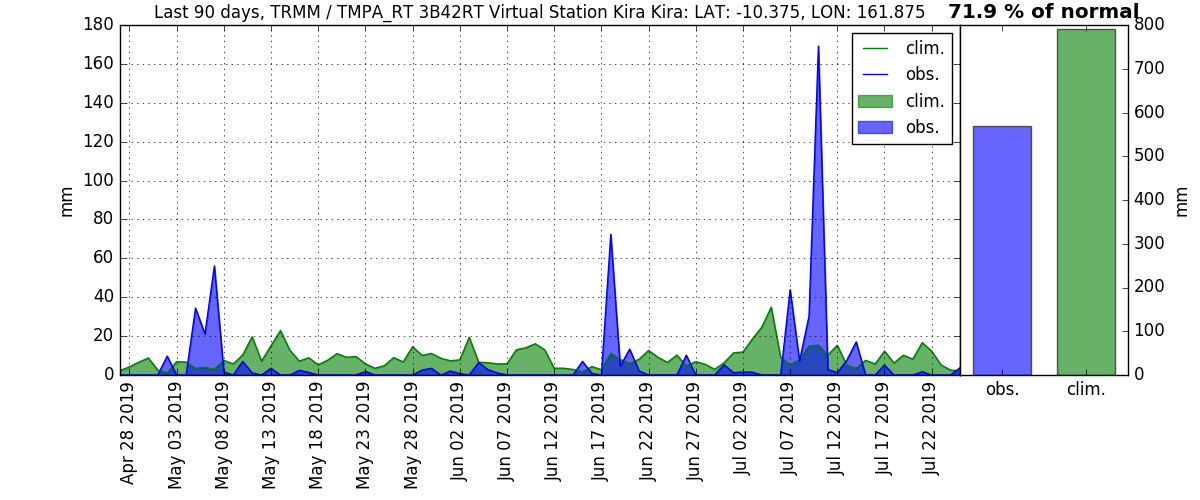 Last 90 days, TRMM / TMPA_RT 3B42RT Virtual Station Kira Kira: LAT: -10.375, LON: 161.875
71.9 % of normal
mm
180
160
140
120
100
80
60
40
20
0
clim.
obs.
clim.
obs.
Apr 28 2019
May 03 2019
May 08 2019
May 13 2019
May 18 2019
May 23 2019
May 28 2019
Jun 02 2019
Jun 07 2019
Jun 12 2019
Jun 17 2019
Jun 22 2019
Jun 27 2019
Jul 02 2019
Jul 07 2019
Jul 12 2019
Jul 17 2019
Jul 22 2019
obs.
clim.
800
700
600
500
400
300
200
100
0
mm